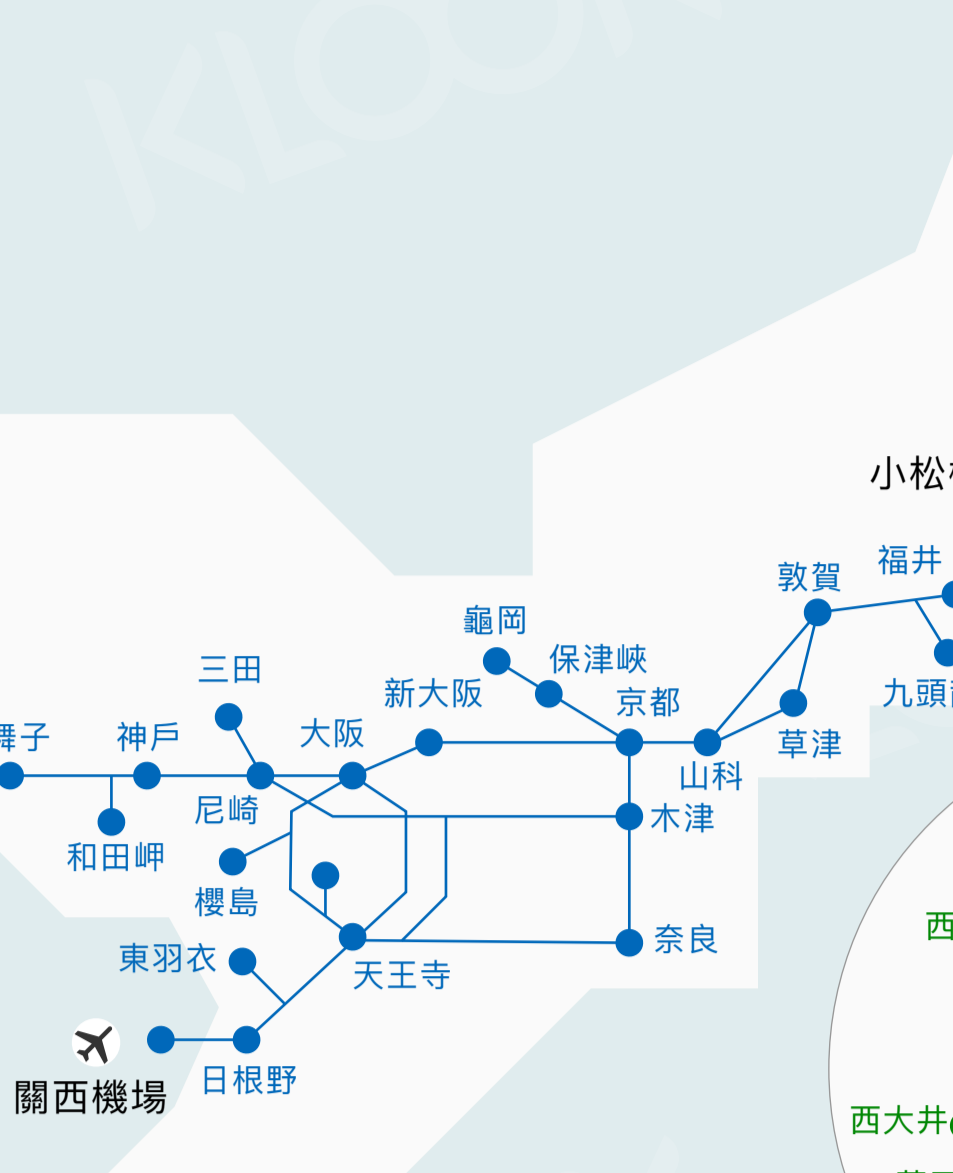 KLOOK
小松
福井
敦賀
龜岡
保津峽
三田
新大阪
京都
九頭
舞子
神戶
大阪
草津
山科
尼崎
木津
和田岬
櫻島
西
東羽衣
奈良
天王寺
日根野
關西機場
西大井